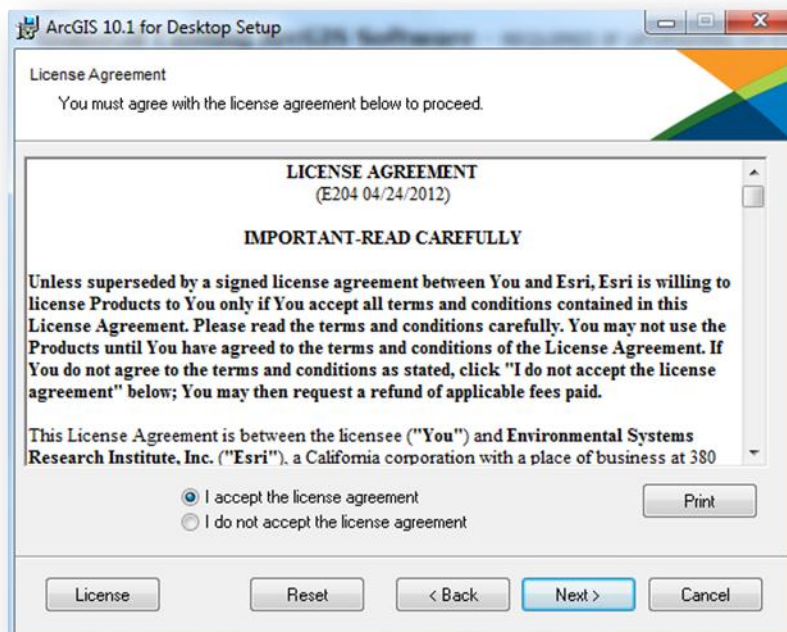 ArcGIS 10.1 for Desktop Setup
License Agreement
You must agree with the license agreement below to proceed.
LICENSE AGREEMENT
(E204 04/24/2012)
IMPORTANT-READ CAREFULLY
Unless superseded by a signed license agreement between You and Esri, Esri is willing to
license Products to You only if You accept all terms and conditions contained in this
License Agreement. Please read the terms and conditions carefully. You may not use the
Products until You have agreed to the terms and conditions of the License Agreement. If
You do not agree to the terms and conditions as stated, click "I do not accept the license
agreement" below; You may then request a refund of applicable fees paid.
This License Agreement is between the licensee ("You") and Environmental Systems
Research Institute, Inc. ("Esri"), a California corporation with a place of business at 380
I accept the license agreement
I do not accept the license agreement
Print
License
Reset
< Back
Next >
Cancel